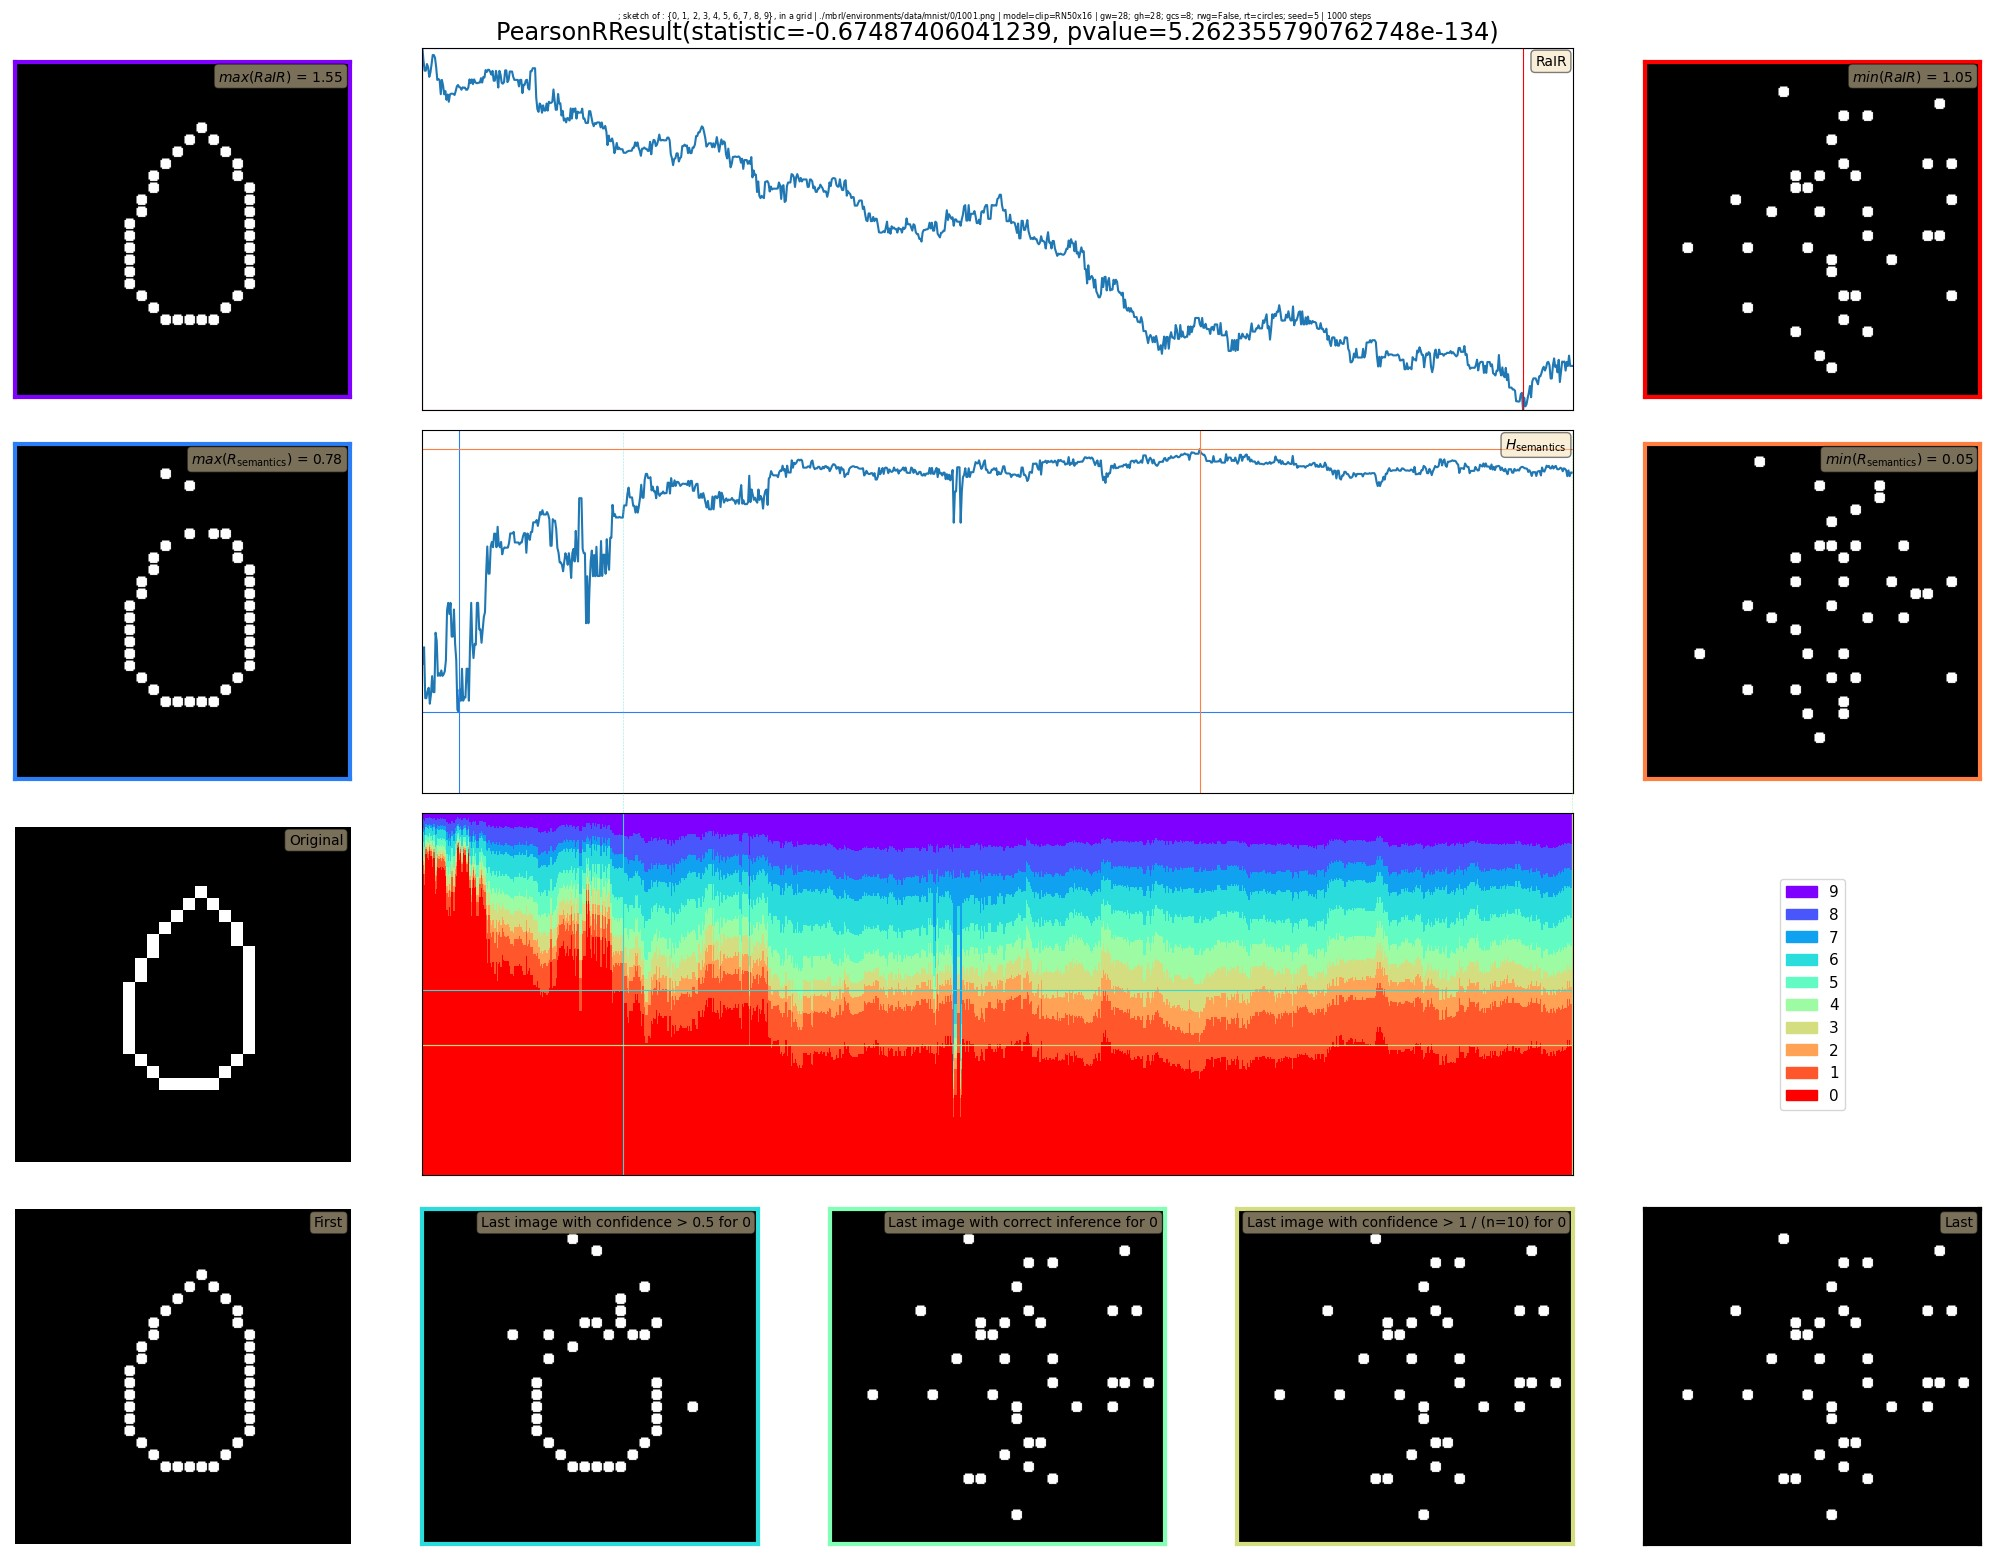 ; sketch of : {0, 1, 2, 3, 4, 5, 6, 7, 8, 9}, in a grid | ./mbrl/environments/data/mnist/0/1001.png | model=clip=RN50x16 | gw=28; gh=28; gcs=8; rwg=False, rt=circles; seed=5 | 1000 steps
PearsonRResult(statistic=-0.67487406041239, pvalue=5.262355790762748e-134)
max(RaIR) = 1.55
RaIR
min(RaIR) = 1.05
max(Rsemantics) = 0.78
Hsemantics
min(Rsemantics) = 0.05
Original
9
8
7
6
5
4
3
2
1
0
First
Last image with confidence > 0.5 for 0
Last image with correct inference for 0
Last image with confidence > 1 / (n=10) for 0
Last